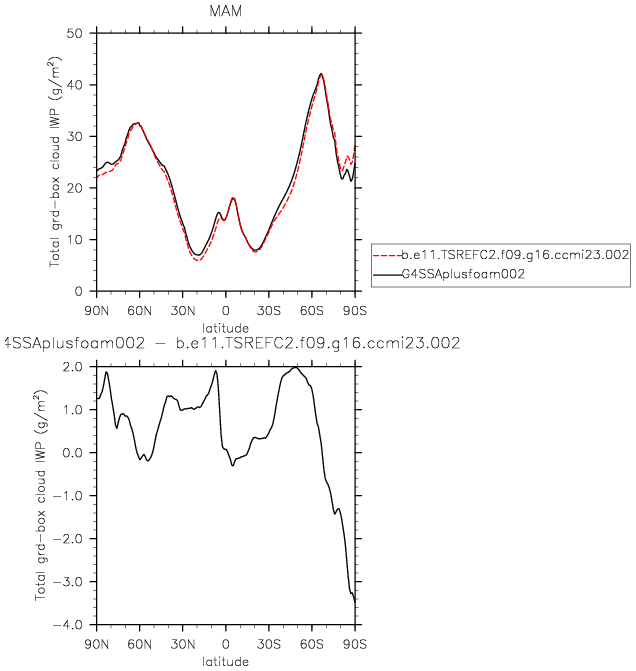 MAM
50
40
30
20
10
0
Total grd-box cloud IWP (g/m²)
90N 60N 30N 0 30S 60S 90S
latitude
b.e11.TSREFC2.f09.g16.ccmi23.002
G4SSAplusfoam002
4SSAplusfoam002 - b.e11.TSREFC2.f09.g16.ccmi23.002
2.0
1.0
0.0
-1.0
-2.0
-3.0
-4.0
Total grd-box cloud IWP (g/m²)
90N 60N 30N 0 30S 60S 90S
latitude